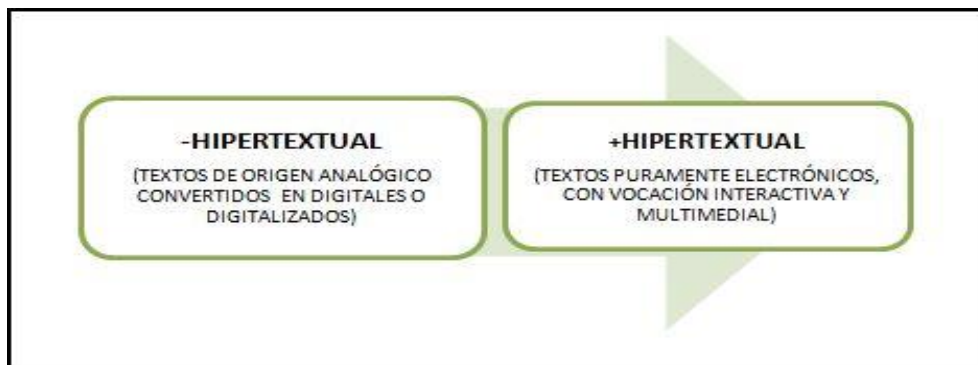 -HIPERTEXTUAL
(TEXTOS DE ORIGEN ANALÓGICO
CONVERTIDOS EN DIGITALES O
DIGITALIZADOS)
+HIPERTEXTUAL
(TEXTOS PURAMENTE ELECTRÓNICOS,
CON VOCACIÓN INTERACTIVA Y
MULTIMEDIAL)